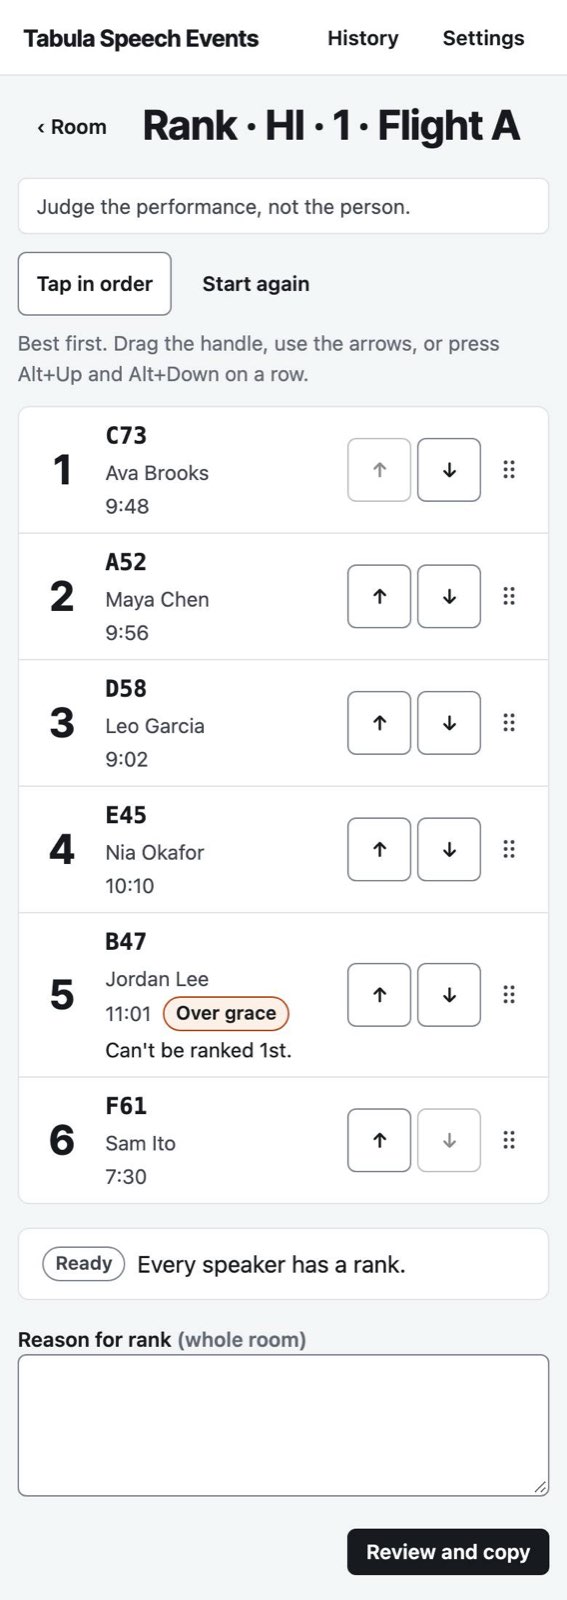 Tabula Speech Events History Settings
‹ Room Rank · HI · 1 · Flight A
Judge the performance, not the person.
Tap in order Start again
Best first. Drag the handle, use the arrows, or press
Alt+Up and Alt+Down on a row.
C73
1 Ava Brooks ↑ ↓
9:48
A52
2 Maya Chen ↑ ↓
9:56
D58
3 Leo Garcia ↑ ↓
9:02
E45
4 Nia Okafor ↑ ↓
10:10
B47
Jordan Lee
5 ↑ ↓
11:01 Over grace
Can't be ranked 1st.
F61
6 Sam Ito ↑ ↓
7:30
Ready Every speaker has a rank.
Reason for rank (whole room)
Review and copy